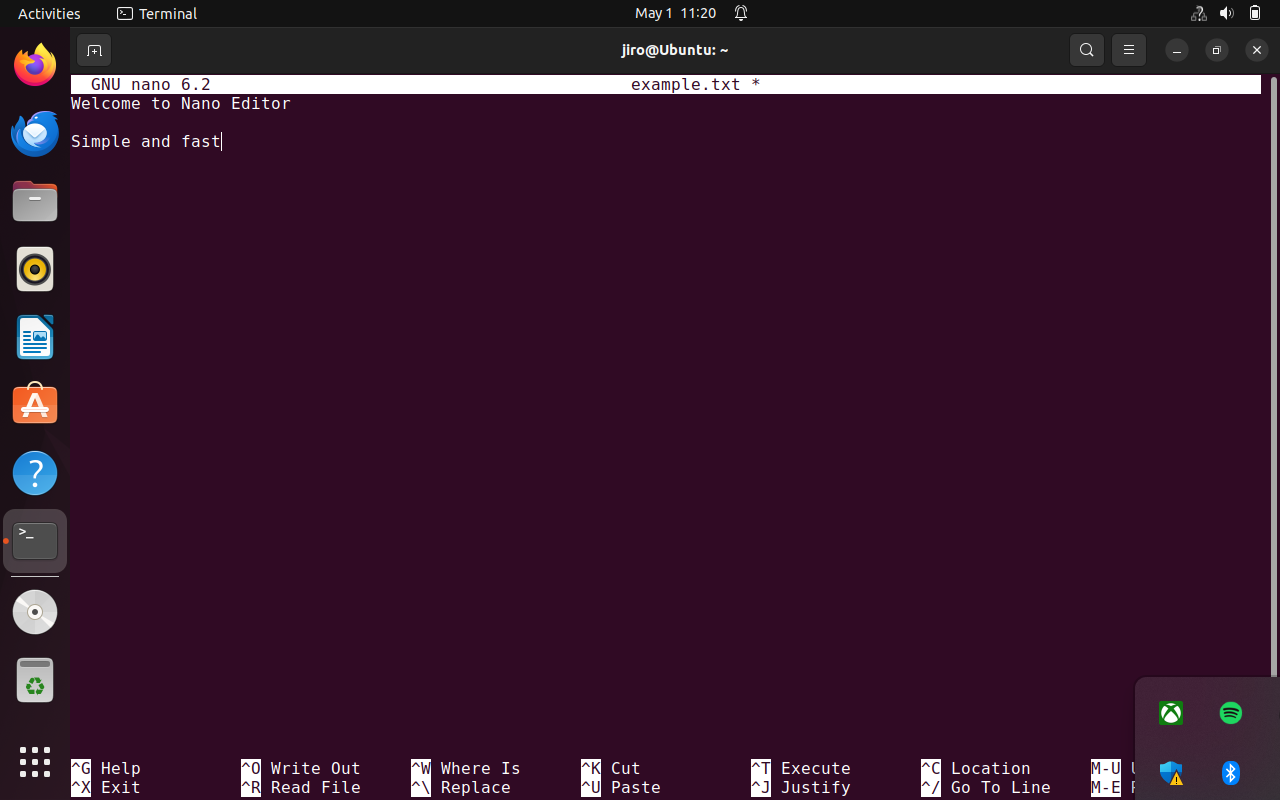 Activities Terminal May 1 11:20
jiro@Ubuntu: ~
GNU nano 6.2 example.txt *
Welcome to Nano Editor
Simple and fast
^G Help ^O Write Out ^W Where Is ^K Cut ^T Execute ^C Location M-U
^X Exit ^R Read File ^\ Replace ^U Paste ^J Justify ^/ Go To Line M-E